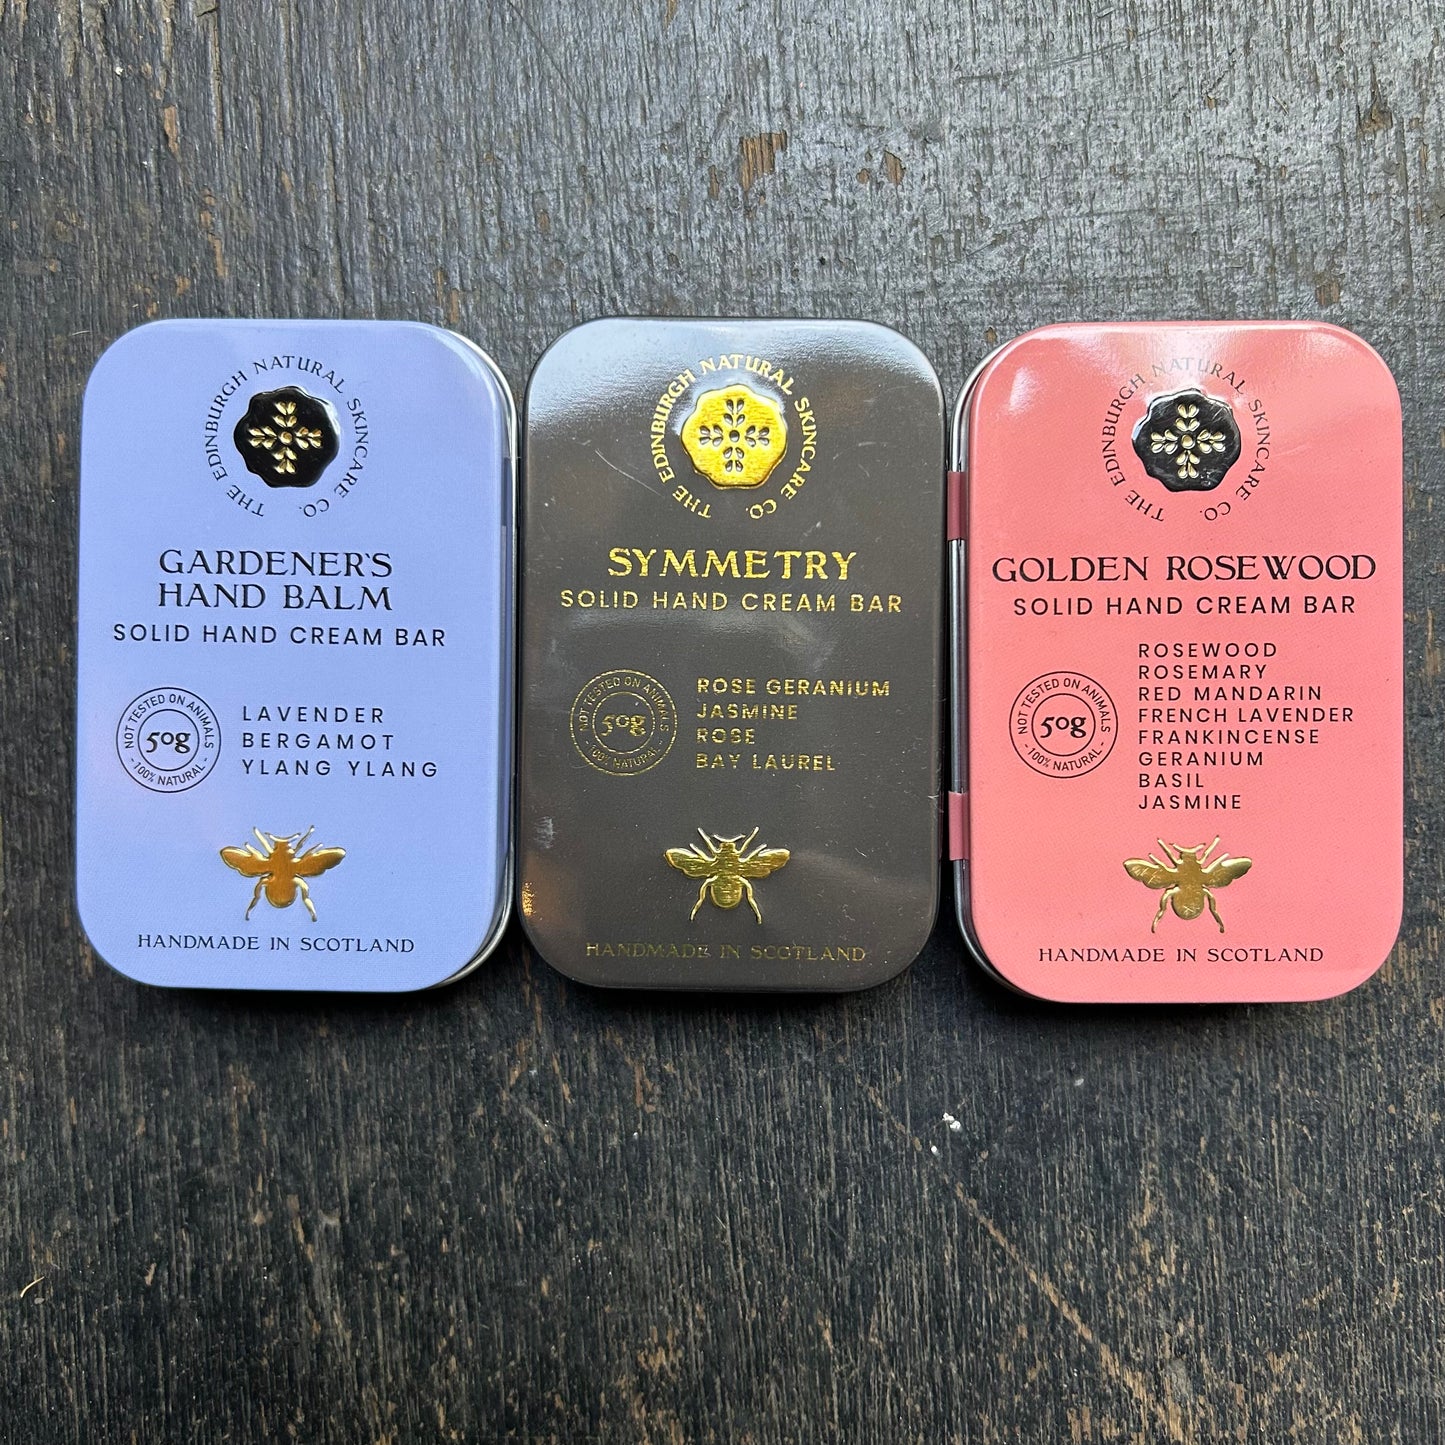 THE EDINBURGH NATURAL SKINCARE CO.
GARDENER'S
HAND BALM
SOLID HAND CREAM BAR
NOT TESTED ON ANIMALS
50g
- 100% NATURAL -
LAVENDER
BERGAMOT
YLANG YLANG
HANDMADE IN SCOTLAND
THE EDINBURGH NATURAL SKINCARE CO.
SYMMETRY
SOLID HAND CREAM BAR
NOT TESTED ON ANIMALS
50g
- 100% NATURAL -
ROSE GERANIUM
JASMINE
ROSE
BAY LAUREL
HANDMADE IN SCOTLAND
THE EDINBURGH NATURAL SKINCARE CO.
GOLDEN ROSEWOOD
SOLID HAND CREAM BAR
NOT TESTED ON ANIMALS
50g
- 100% NATURAL -
ROSEWOOD
ROSEMARY
RED MANDARIN
FRENCH LAVENDER
FRANKINCENSE
GERANIUM
BASIL
JASMINE
HANDMADE IN SCOTLAND